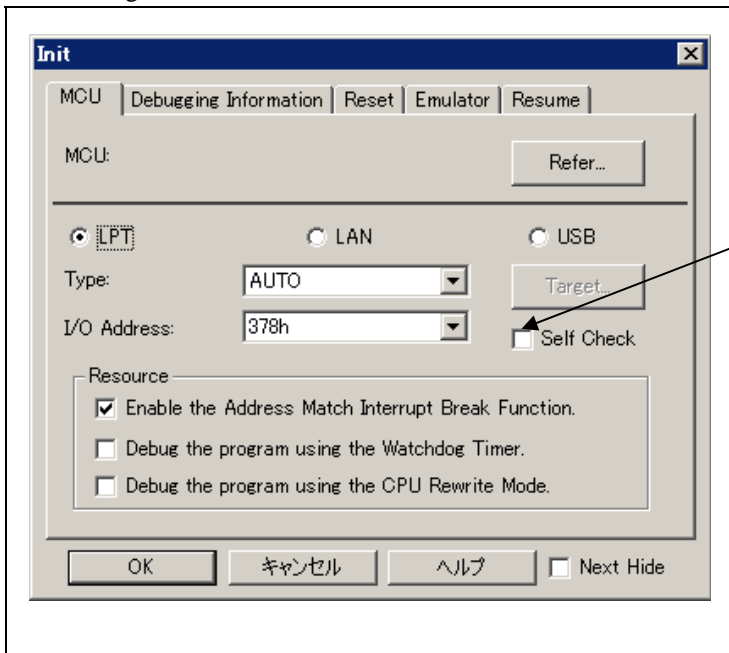 Init
MCU Debugging Information Reset Emulator Resume
MCU: Refer...
LPT LAN USB
Type: AUTO Target...
I/O Address: 378h Self Check
Resource
Enable the Address Match Interrupt Break Function.
Debug the program using the Watchdog Timer.
Debug the program using the CPU Rewrite Mode.
OK キャンセル ヘルプ Next Hide